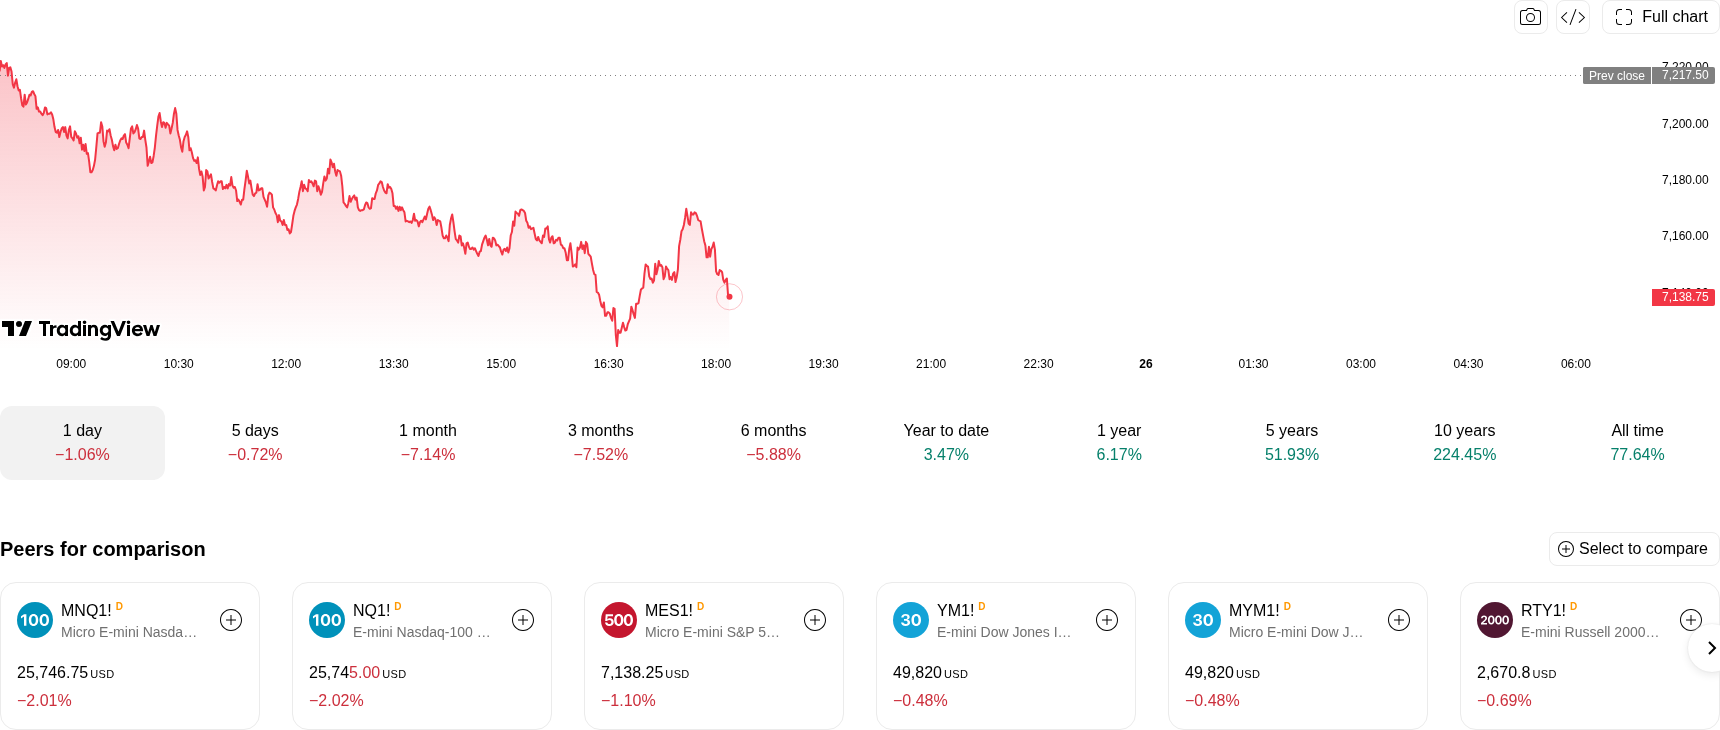 Full chart
Prev close 7,217.50
7,200.00
7,180.00
7,160.00
7,138.75
TradingView
09:00 10:30 12:00 13:30 15:00 16:30 18:00 19:30 21:00 22:30 26 01:30 03:00 04:30 06:00
1 day 5 days 1 month 3 months 6 months Year to date 1 year 5 years 10 years All time
−1.06% −0.72% −7.14% −7.52% −5.88% 3.47% 6.17% 51.93% 224.45% 77.64%
Peers for comparison
Select to compare
100 MNQ1! D
Micro E-mini Nasda…
25,746.75 USD
−2.01%
100 NQ1! D
E-mini Nasdaq-100 …
25,745.00 USD
−2.02%
500 MES1! D
Micro E-mini S&P 5…
7,138.25 USD
−1.10%
30 YM1! D
E-mini Dow Jones I…
49,820 USD
−0.48%
30 MYM1! D
Micro E-mini Dow J…
49,820 USD
−0.48%
2000 RTY1! D
E-mini Russell 2000…
2,670.8 USD
−0.69%